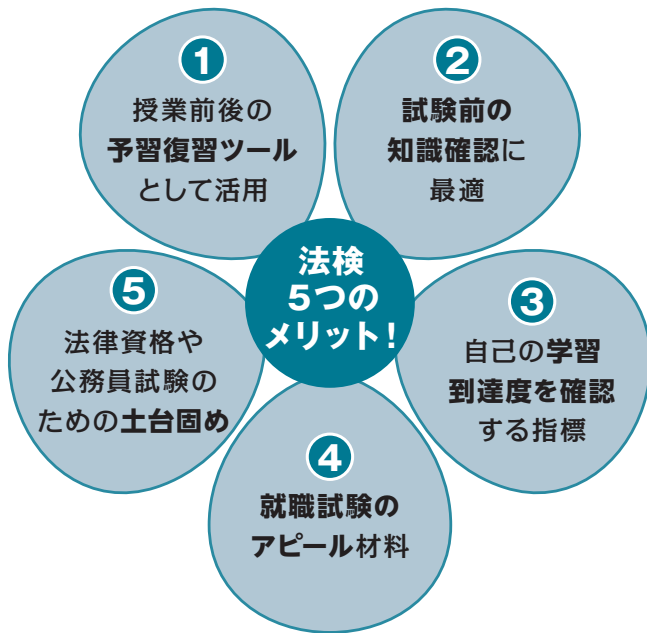 法検
5つの
メリット！
1
授業前後の
予習復習ツール
として活用
2
試験前の
知識確認に
最適
3
自己の学習
到達度を確認
する指標
4
就職試験の
アピール材料
5
法律資格や
公務員試験の
ための土台固め